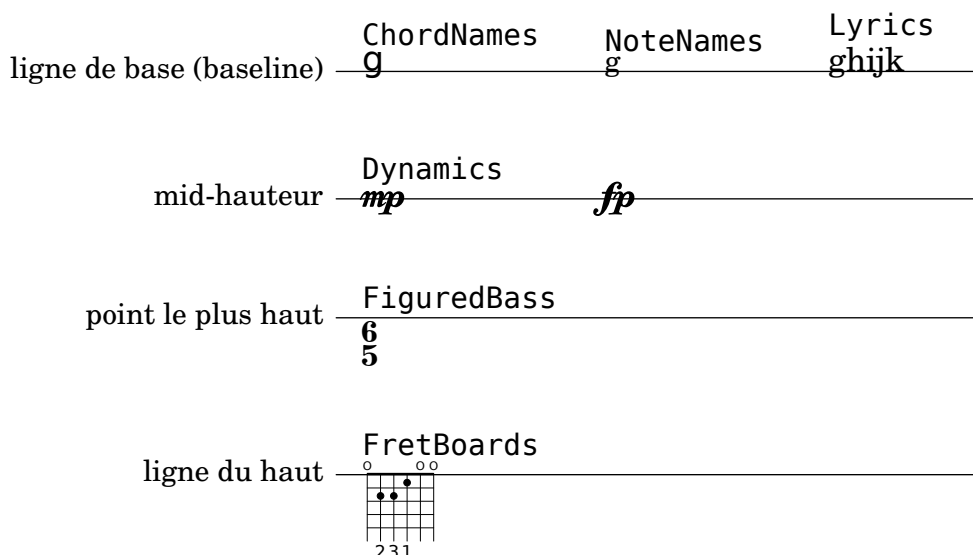 ChordNames NoteNames Lyrics
ligne de base (baseline) g g ghijk
Dynamics
mid-hauteur mp fp
FiguredBass
point le plus haut
6
5
FretBoards
o o o
ligne du haut
231